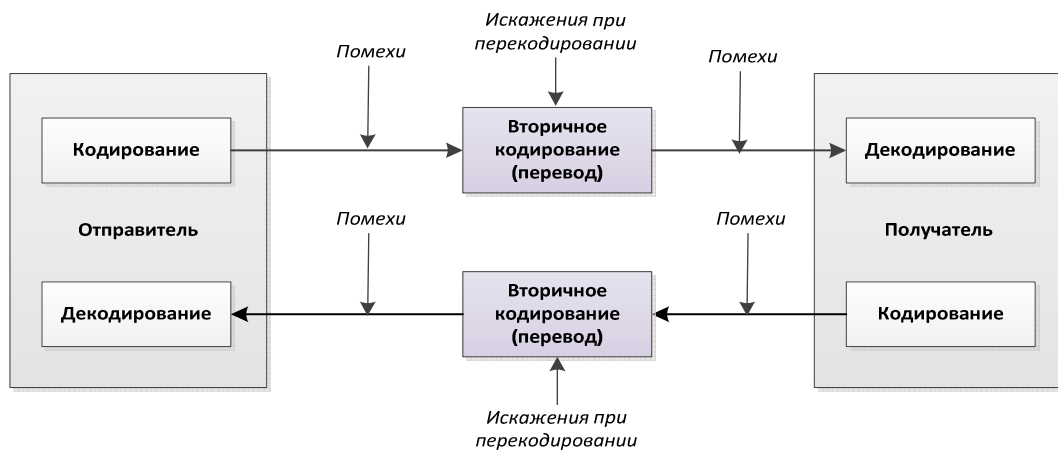 Искажения при
перекодировании
Помехи
Помехи
Кодирование
Вторичное
кодирование
(перевод)
Декодирование
Отправитель
Помехи
Помехи
Получатель
Декодирование
Вторичное
кодирование
(перевод)
Кодирование
Искажения при
перекодировании